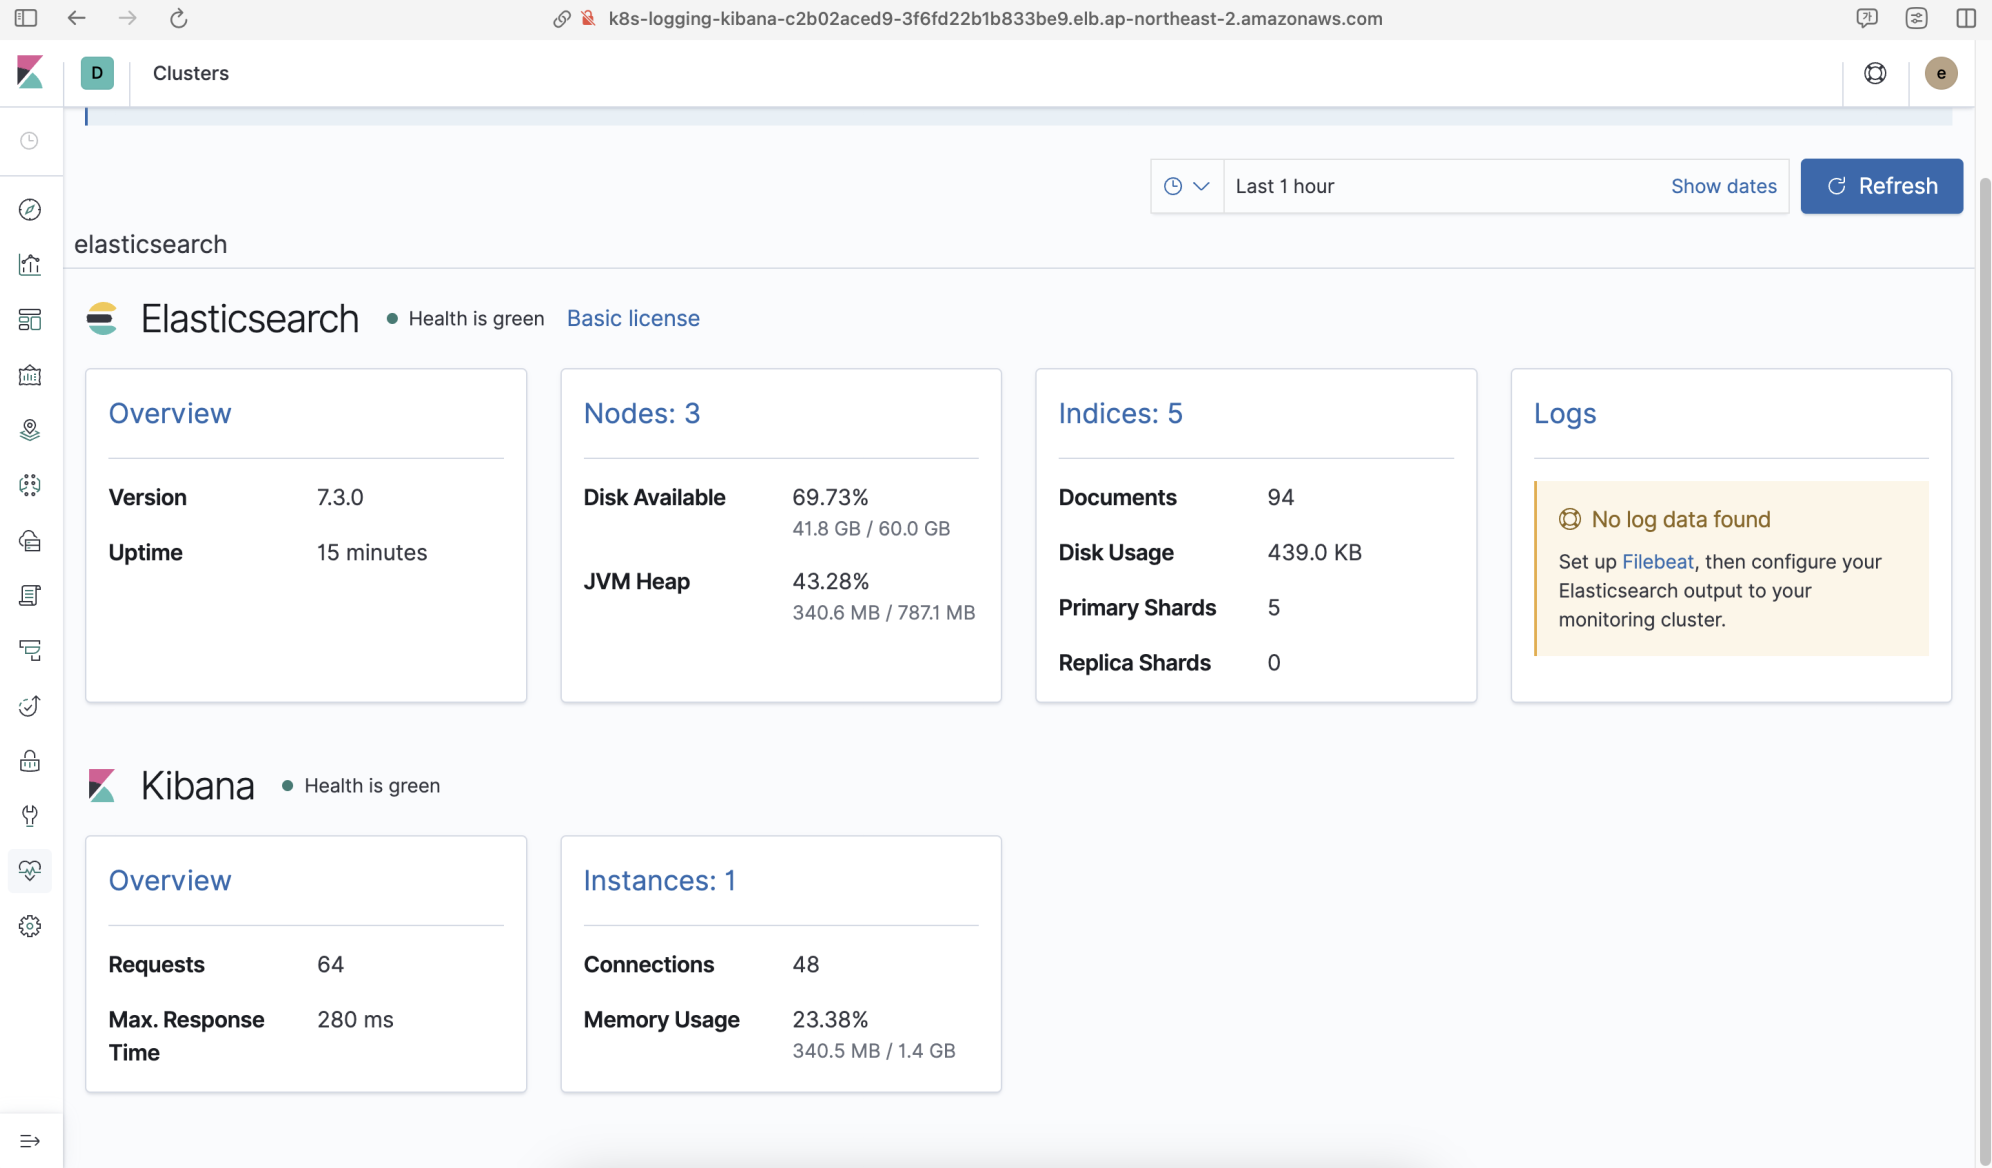 k8s-logging-kibana-c2b02aced9-3f6fd22b1b833be9.elb.ap-northeast-2.amazonaws.com
가
D
Clusters
e
Last 1 hour
Show dates
Refresh
elasticsearch
Elasticsearch
Health is green
Basic license
Overview
Version
7.3.0
Uptime
15 minutes
Nodes: 3
Disk Available
69.73%
41.8 GB / 60.0 GB
JVM Heap
43.28%
340.6 MB / 787.1 MB
Indices: 5
Documents
94
Disk Usage
439.0 KB
Primary Shards
5
Replica Shards
0
Logs
No log data found
Set up Filebeat, then configure your
Elasticsearch output to your
monitoring cluster.
Kibana
Health is green
Overview
Requests
64
Max. Response
Time
280 ms
Instances: 1
Connections
48
Memory Usage
23.38%
340.5 MB / 1.4 GB